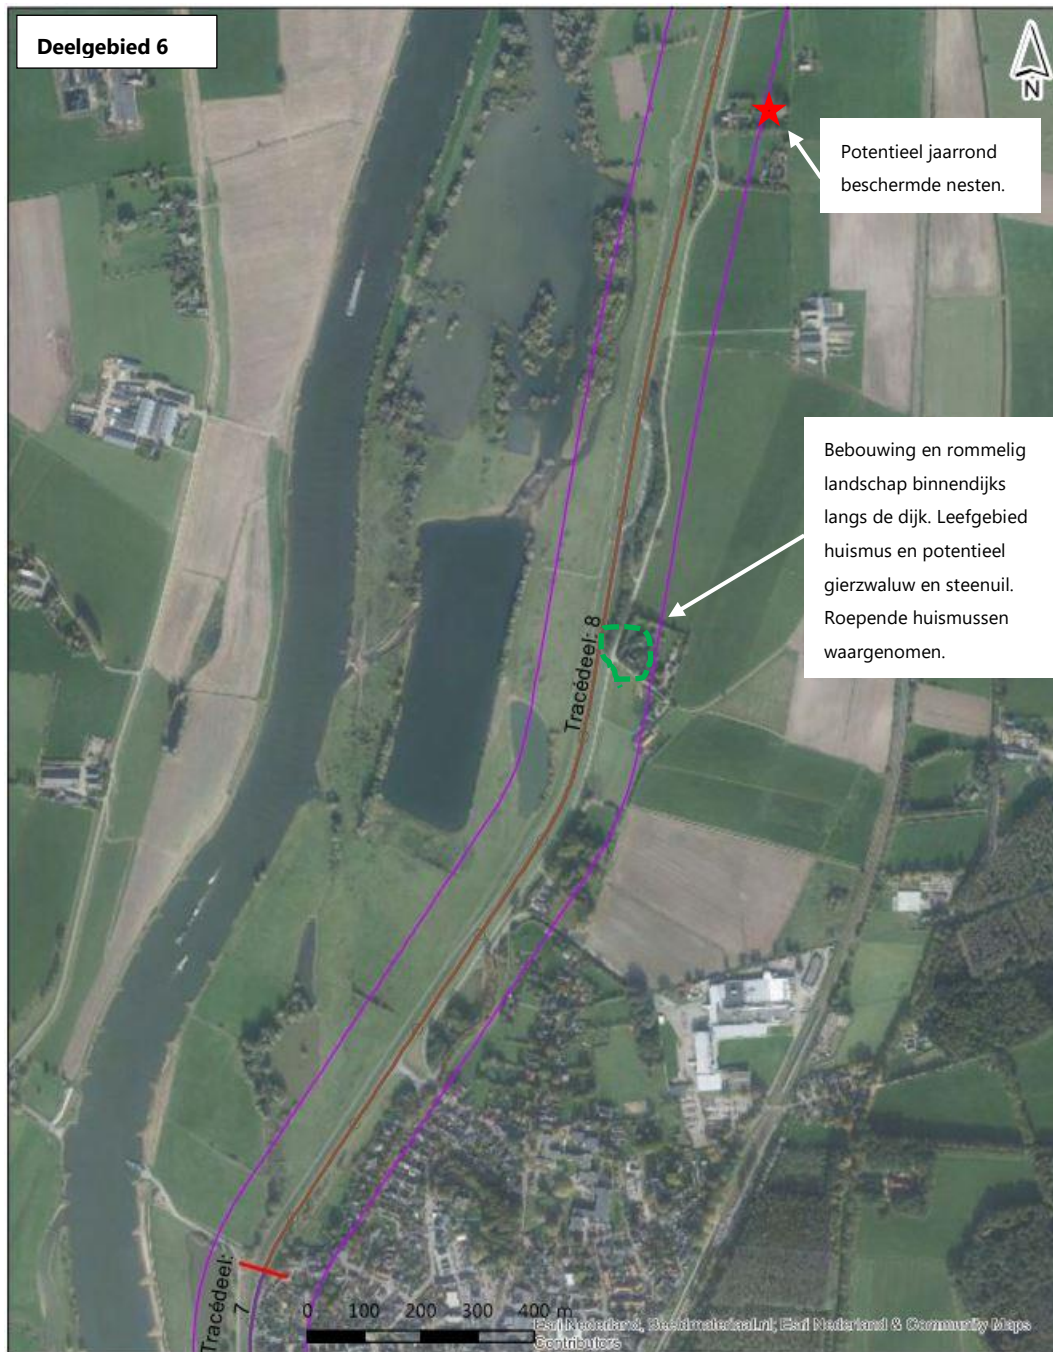 Deelgebied 6
N
Potentieel jaarrond
beschermde nesten.
Bebouwing en rommelig
landschap binnendijks
langs de dijk. Leefgebied
huismus en potentieel
gierzwaluw en steenuil.
Roepende huismussen
waargenomen.
Tracédeel: 8
Tracédeel:
7
0 100 200 300 400 m
Esri Nederland, Beeldmateriaal.nl, Esri Nederland & Community Maps
Contributors